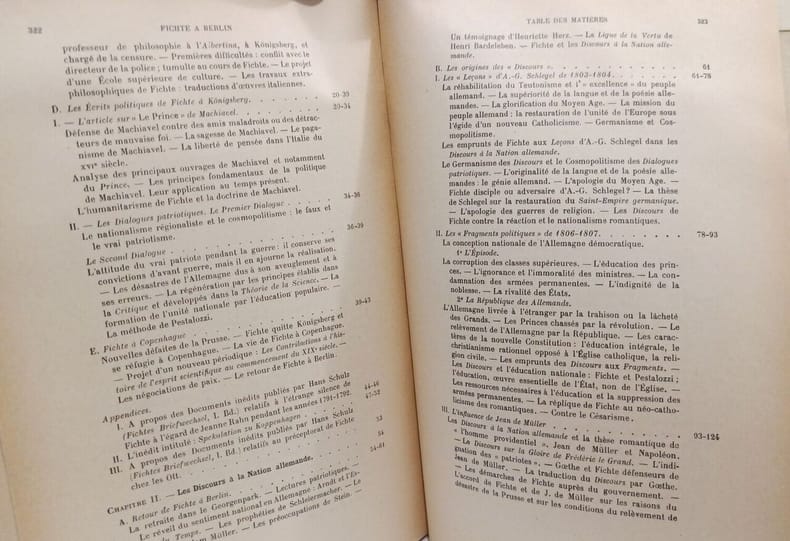 322 FICHTE A BERLIN
professeur de philosophie à l'Albertina, à Königsberg, et
chargé de la censure. — Premières difficultés : conflit avec le
directeur de la police ; tumulte au cours de Fichte. — Le projet
d'une École supérieure de culture. — Les travaux extra-
philosophiques de Fichte : traductions d'œuvres italiennes.
D. Les Écrits politiques de Fichte à Königsberg. 20-39
I. — L'article sur « Le Prince » de Machiavel. 20-34
Défense de Machiavel contre des amis maladroits ou des détrac-
teurs de mauvaise foi. — La sagesse de Machiavel. — Le paga-
nisme de Machiavel. — La liberté de pensée dans l'Italie du
XVIe siècle.
Analyse des principaux ouvrages de Machiavel et notamment
du Prince. — Les principes fondamentaux de la politique
de Machiavel. Leur application au temps présent.
L'humanitarisme de Fichte et la doctrine de Machiavel.
II. — Les Dialogues patriotiques. Le Premier Dialogue 34-36
Le nationalisme régionaliste et le cosmopolitisme : le faux et
le vrai patriotisme.
Le Second Dialogue 36-39
L'attitude du vrai patriote pendant la guerre : il conserve ses
convictions d'avant guerre, mais il en ajourne la réalisation.
— Les désastres de l'Allemagne dus à son aveuglement et à
ses erreurs. — La régénération par les principes établis dans
la Critique et développés dans la Théorie de la Science. — La
formation de l'unité nationale par l'éducation populaire. —
La méthode de Pestalozzi.
E. Fichte à Copenhague 39-43
Nouvelles défaites de la Prusse. — Fichte quitte Königsberg et
se réfugie à Copenhague. — La vie de Fichte à Copenhague.
— Projet d'un nouveau périodique : Les Contributions à l'his-
toire de l'esprit scientifique au commencement du XIXe siècle. —
Les négociations de paix. — Le retour de Fichte à Berlin.
Appendices.
I. A propos des Documents inédits publiés par Hans Schulz
(Fichtes Briefwechsel, I. Bd.) relatifs à l'étrange silence de
Fichte à l'égard de Jeanne Rahn pendant les années 1791-1792. 44-46
II. L'inédit intitulé : Spekulation zu Koppenhagen 47-52
III. A propos des Documents inédits publiés par Hans Schulz
(Fichtes Briefwechsel, I. Bd.) relatifs au préceptorat de Fichte
chez les Ott. 53
CHAPITRE II. — Les Discours à la Nation allemande. 54
A. Retour de Fichte à Berlin. 54-61
La retraite dans le Georgenpark. — Lectures patriotiques. —
Le réveil du sentiment national en Allemagne : Arndt et l'Es-
du Temps. — Les prophéties de Schleiermacher. — Le
Müller. — Les préoccupations de Stein. —
TABLE DES MATIÈRES 323
Un témoignage d'Henriette Herz. — La Ligue de la Vertu de
Henri Bardeleben. — Fichte et les Discours à la Nation alle-
mande.
B. Les origines des « Discours ». 61
I. Les « Leçons » d'A.-G. Schlegel de 1803-1804. 61-78
La réhabilitation du Teutonisme et l'« excellence » du peuple
allemand. — La supériorité de la langue et de la poésie alle-
mandes. — La glorification du Moyen Age. — La mission du
peuple allemand : la restauration de l'unité de l'Europe sous
l'égide d'un nouveau Catholicisme. — Germanisme et Cos-
mopolitisme.
Les emprunts de Fichte aux Leçons d'A.-G. Schlegel dans les
Discours à la Nation allemande.
Le Germanisme des Discours et le Cosmopolitisme des Dialogues
patriotiques. — L'originalité de la langue et de la poésie alle-
mandes : le génie allemand. — L'apologie du Moyen Age. —
Fichte disciple ou adversaire d'A.-G. Schlegel ? — La thèse
de Schlegel sur la restauration du Saint-Empire germanique.
— L'apologie des guerres de religion. — Les Discours de
Fichte contre la réaction et le nationalisme romantiques.
II. Les « Fragments politiques » de 1806-1807. 78-93
La conception nationale de l'Allemagne démocratique.
1° L'Épisode.
La corruption des classes supérieures. — L'éducation des prin-
ces. — L'ignorance et l'immoralité des ministres. — La con-
damnation des armées permanentes. — L'indignité de la
noblesse. — La rivalité des États.
2° La République des Allemands.
L'Allemagne livrée à l'étranger par la trahison ou la lâcheté
des Grands. — Les Princes chassés par la révolution. — Le
relèvement de l'Allemagne par la République. — Les carac-
tères de la nouvelle Constitution : l'éducation intégrale, le
christianisme rationnel opposé à l'Église catholique, la reli-
gion civile. — Les emprunts des Discours aux Fragments. —
Les Discours et l'éducation nationale : Fichte et Pestalozzi ;
l'éducation, œuvre essentielle de l'État, non de l'Église. —
Les ressources nécessaires à l'éducation et la suppression des
armées permanentes. — La réplique de Fichte au néo-catho-
licisme des romantiques. — Contre le Césarisme.
III. L'influence de Jean de Müller 93-124
Les Discours à la Nation allemande et la thèse romantique de
« l'homme providentiel ». Jean de Müller et Napoléon.
— Le Discours sur la Gloire de Frédéric le Grand. — L'indi-
gnation des « patriotes ». — Gœthe et Fichte défenseurs de
Jean de Müller. — La traduction du Discours par Gœthe.
— Les démarches de Fichte auprès du gouvernement. —
L'accord de Fichte et de J. de Müller sur les raisons du
désastre de la Prusse et sur les conditions du relèvement de